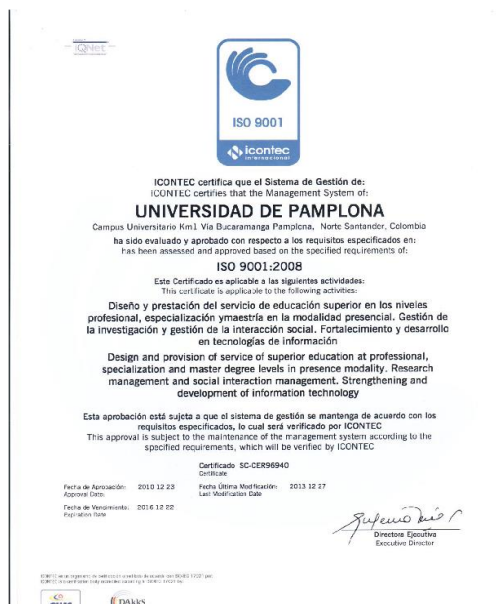 IQNet
ISO 9001
icontec
internacional
ICONTEC certifica que el Sistema de Gestión de:
ICONTEC certifies that the Management System of:
UNIVERSIDAD DE PAMPLONA
Campus Universitario Km1 Vía Bucaramanga Pamplona, Norte Santander, Colombia
ha sido evaluado y aprobado con respecto a los requisitos especificados en:
has been assessed and approved based on the specified requirements of:
ISO 9001:2008
Este Certificado es aplicable a las siguientes actividades:
This certificate is applicable to the following activities:
Diseño y prestación del servicio de educación superior en los niveles
profesional, especialización ymaestría en la modalidad presencial. Gestión de
la investigación y gestión de la interacción social. Fortalecimiento y desarrollo
en tecnologías de información
Design and provision of service of superior education at professional,
specialization and master degree levels in presence modality. Research
management and social interaction management. Strengthening and
development of information technology
Esta aprobación está sujeta a que el sistema de gestión se mantenga de acuerdo con los
requisitos especificados, lo cual será verificado por ICONTEC
This approval is subject to the maintenance of the management system according to the
specified requirements, which will be verified by ICONTEC
Certificado SC-CER96940
Certificate
Fecha de Aprobación: 2010 12 23 Fecha Última Modificación: 2013 12 27
Approval Date: Last Modification Date
Fecha de Vencimiento: 2016 12 22
Expiration Date
Directora Ejecutiva
Executive Director
DAkkS